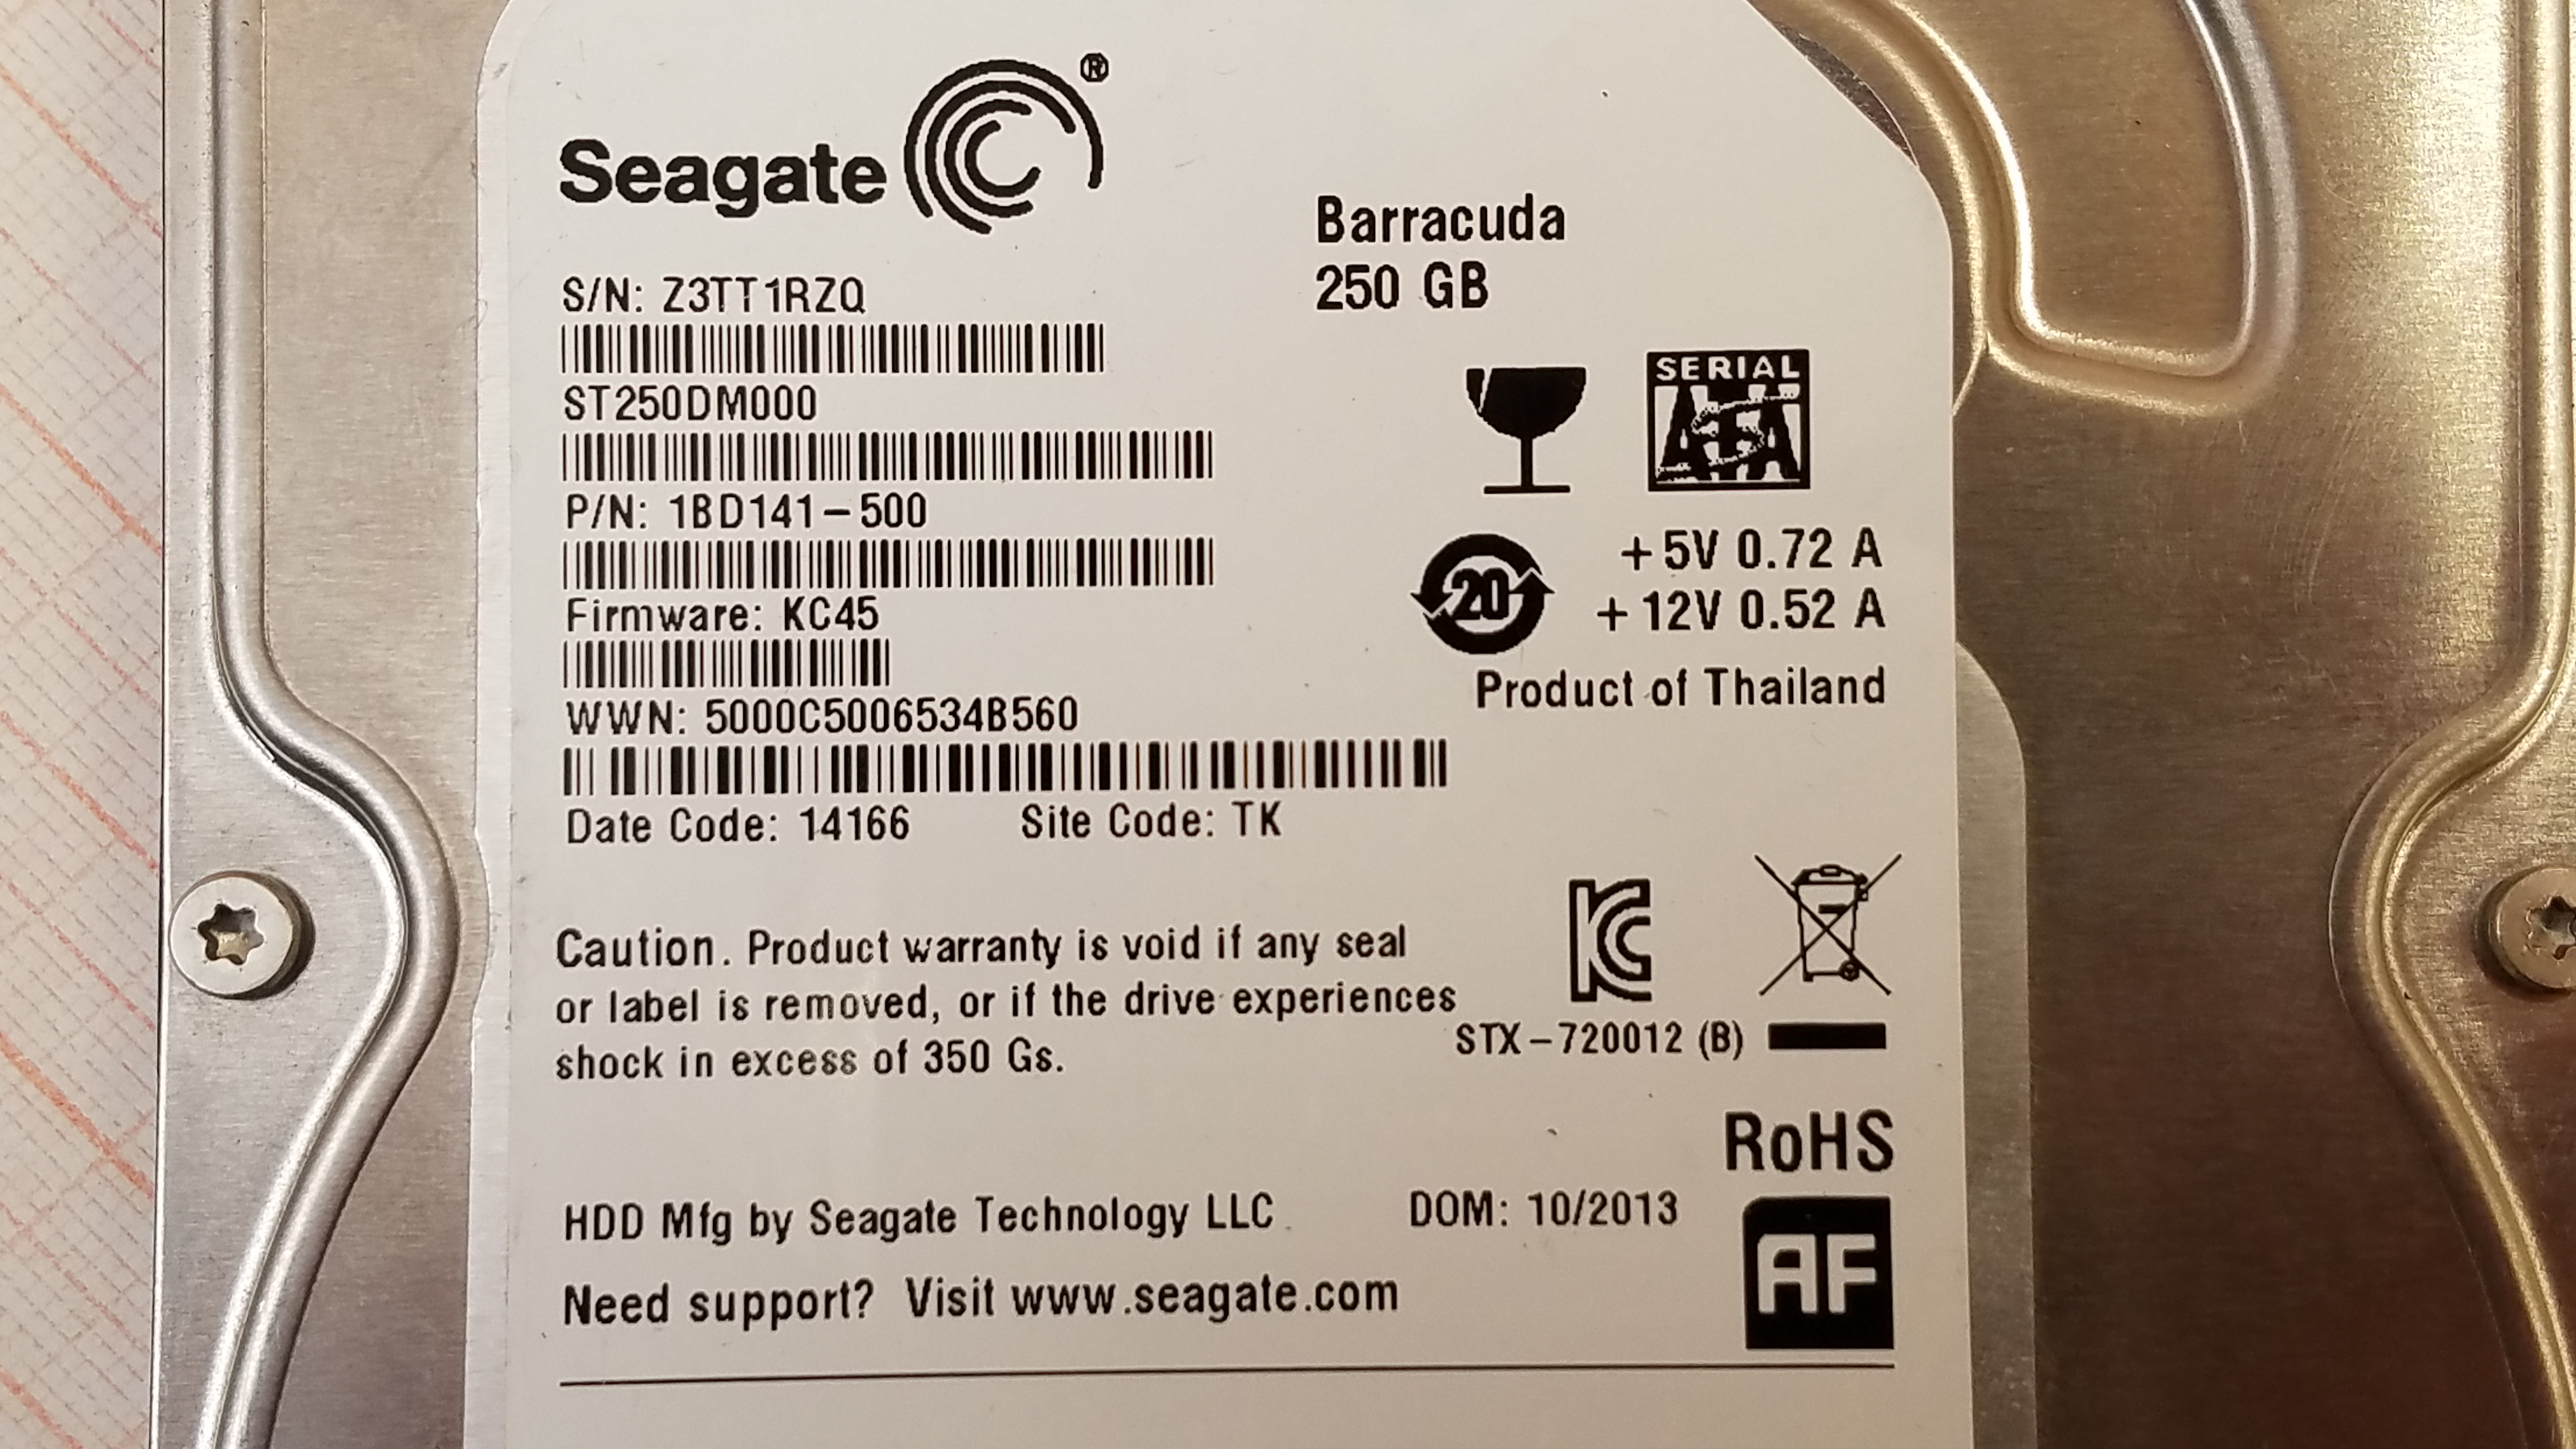 Seagate ®
Barracuda
250 GB
S/N: Z3TT1RZQ
ST250DM000
P/N: 1BD141-500
Firmware: KC45
WWN: 5000C5006534B560
Date Code: 14166 Site Code: TK
SERIAL
ATA
20
+5V 0.72 A
+12V 0.52 A
Product of Thailand
Caution. Product warranty is void if any seal
or label is removed, or if the drive experiences
shock in excess of 350 Gs.
KC
STX-720012 (B)
RoHS
HDD Mfg by Seagate Technology LLC
DOM: 10/2013
AF
Need support? Visit www.seagate.com